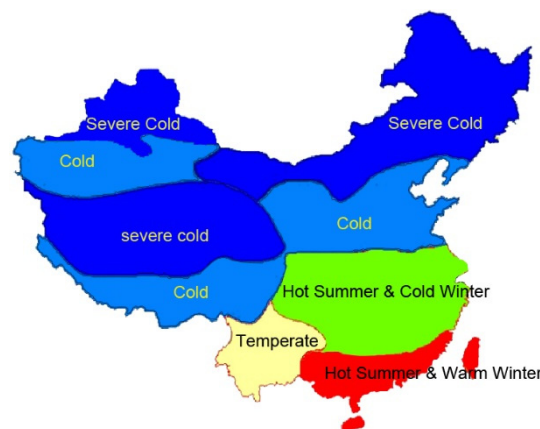 Severe Cold
Severe Cold
Cold
Cold
severe cold
Cold
Hot Summer & Cold Winter
Temperate
Hot Summer & Warm Winter